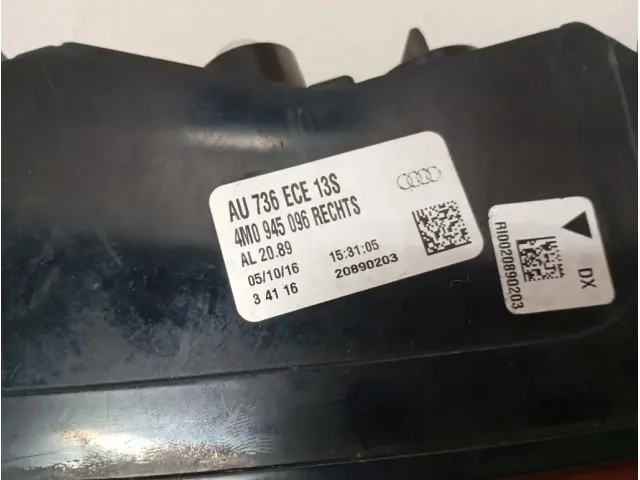 AU 736 ECE 13S
4M0 945 096 RECHTS
AL 20.89
05/10/16 15:31:05
3 41 16 20890203
DX
RI0020890203